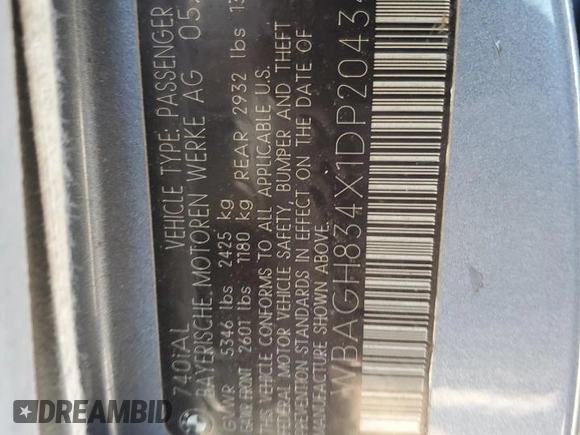 740iAL
VEHICLE TYPE: PASSENGER
BAYERISCHE MOTOREN WERKE AG 05
GVWR 5346 lbs 2425 kg
GAWR FRONT 2601 lbs 1180 kg REAR 2932 lbs 13
THIS VEHICLE CONFORMS TO ALL APPLICABLE U.S.
FEDERAL MOTOR VEHICLE SAFETY, BUMPER AND THEFT
PREVENTION STANDARDS IN EFFECT ON THE DATE OF
MANUFACTURE SHOWN ABOVE.
WBAGH834X1DP2043
DREAMBID